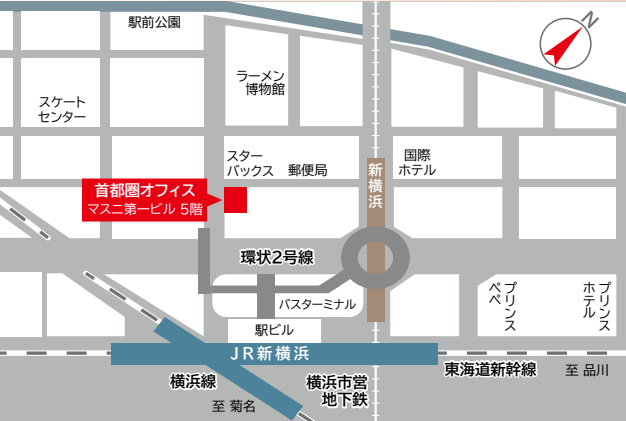 駅前公園
N
ラーメン
博物館
スケート
センター
スター
バックス
郵便局
国際
ホテル
新横浜
首都圏オフィス
マスニ第一ビル 5階
環状2号線
バスターミナル
プリンス
ペペ
プリンス
ホテル
駅ビル
JR新横浜
横浜線
横浜市営
地下鉄
東海道新幹線
至 品川
至 菊名